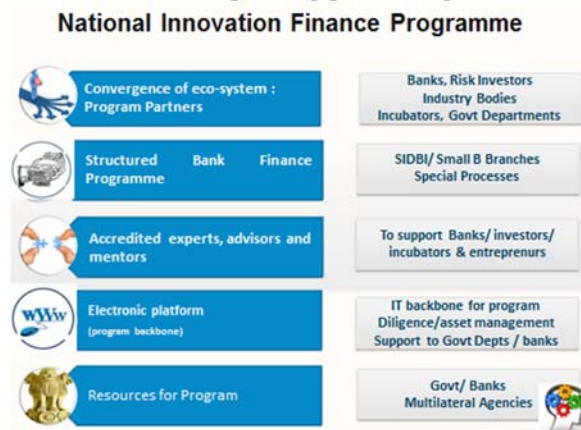 National Innovation Finance Programme
Convergence of eco-system :
Program Partners
Banks, Risk Investors
Industry Bodies
Incubators, Govt Departments
Structured Bank Finance
Programme
SIDBI/ Small B Branches
Special Processes
Accredited experts, advisors and
mentors
To support Banks/ investors/
incubators & entreprenurs
www
Electronic platform
(program backbone)
IT backbone for program
Diligence/asset management
Support to Govt Depts / banks
Resources for Program
Govt/ Banks
Multilateral Agencies